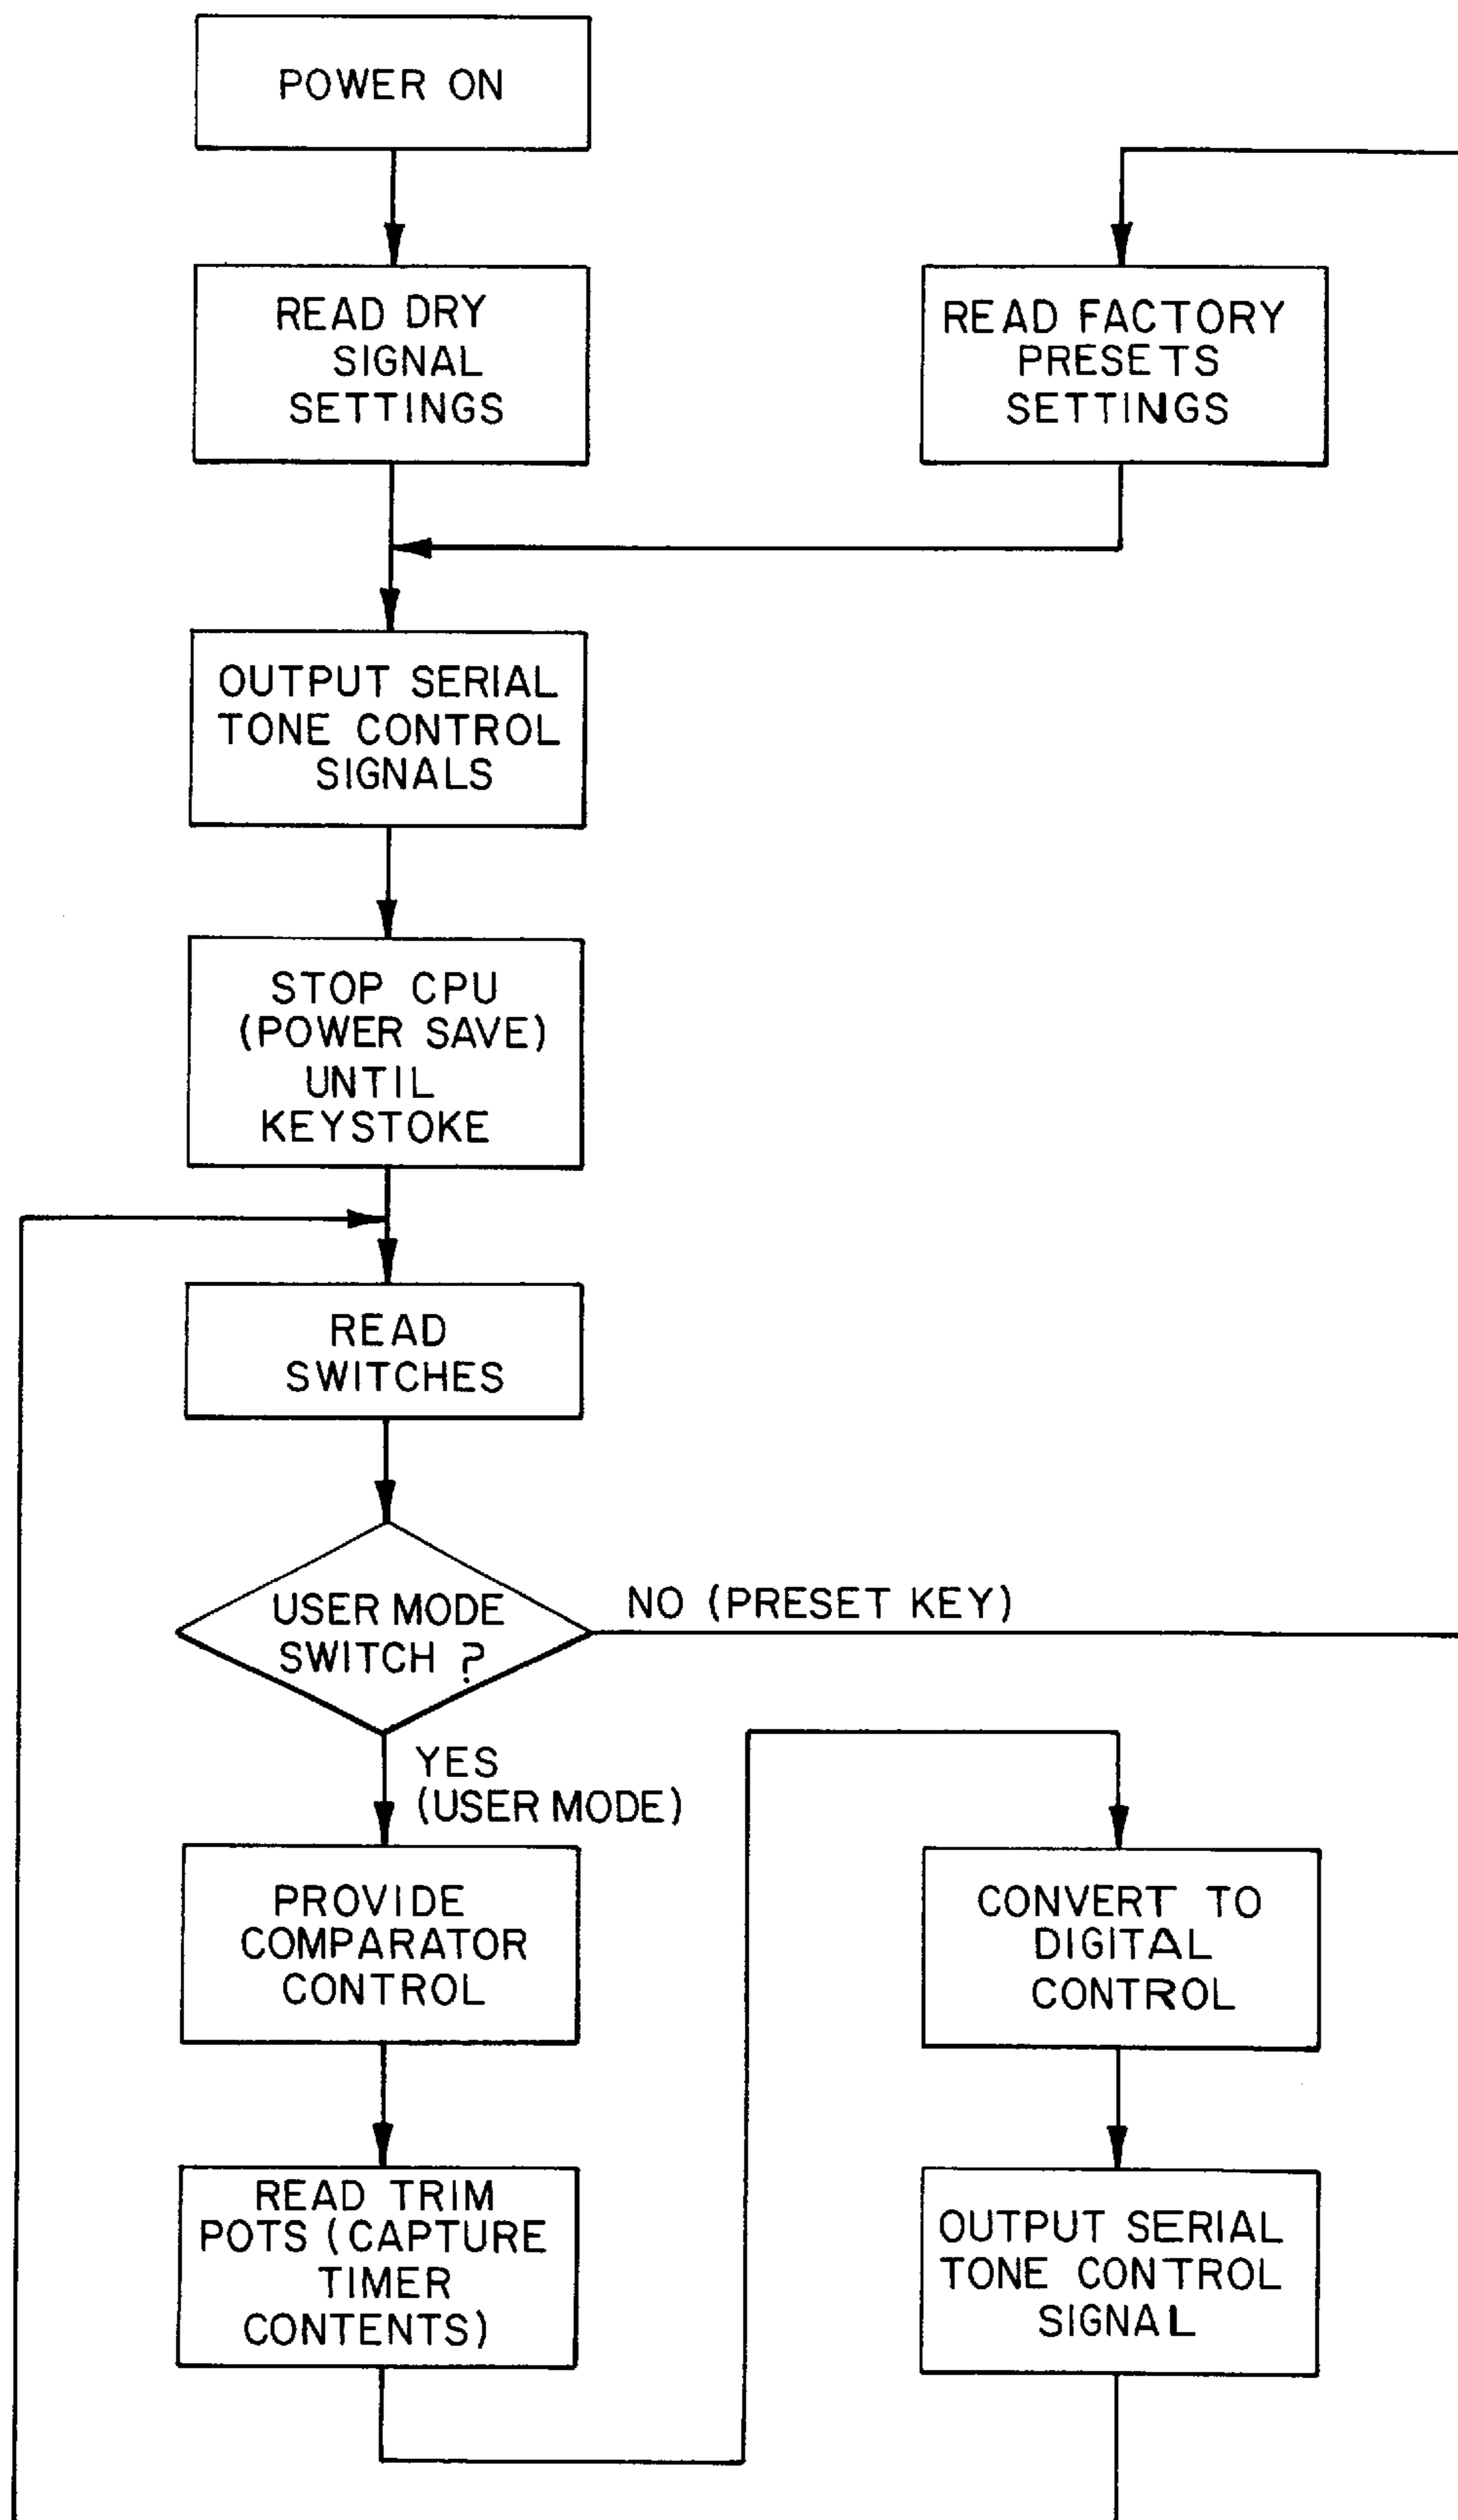 POWER ON
READ DRY
SIGNAL
SETTINGS
READ FACTORY
PRESETS
SETTINGS
OUTPUT SERIAL
TONE CONTROL
SIGNALS
STOP CPU
(POWER SAVE)
UNTIL
KEYSTOKE
READ
SWITCHES
USER MODE
SWITCH ?
NO (PRESET KEY)
YES
(USER MODE)
PROVIDE
COMPARATOR
CONTROL
READ TRIM
POTS (CAPTURE
TIMER
CONTENTS)
CONVERT TO
DIGITAL
CONTROL
OUTPUT SERIAL
TONE CONTROL
SIGNAL